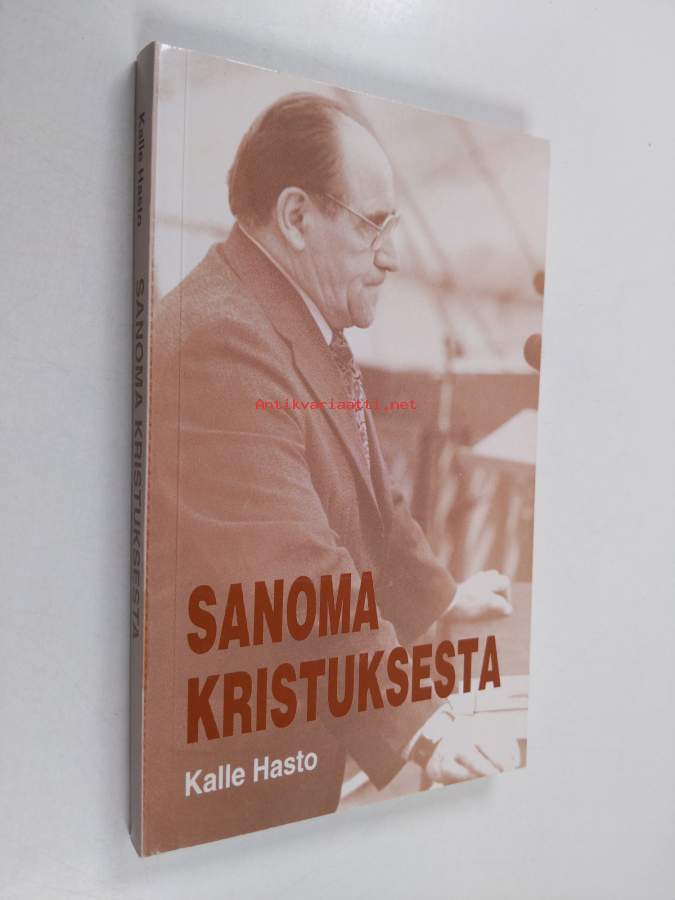 Kalle Hasto SANOMA KRISTUKSESTA
Antikvariaatti.net
SANOMA
KRISTUKSESTA
Kalle Hasto